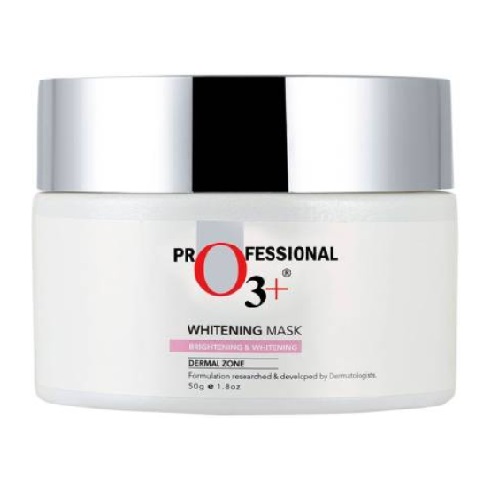 PROFESSIONAL
O3+®
WHITENING MASK
BRIGHTENING & WHITENING
DERMAL ZONE
Formulation researched & developed by Dermatologists.
50g e 1.8oz